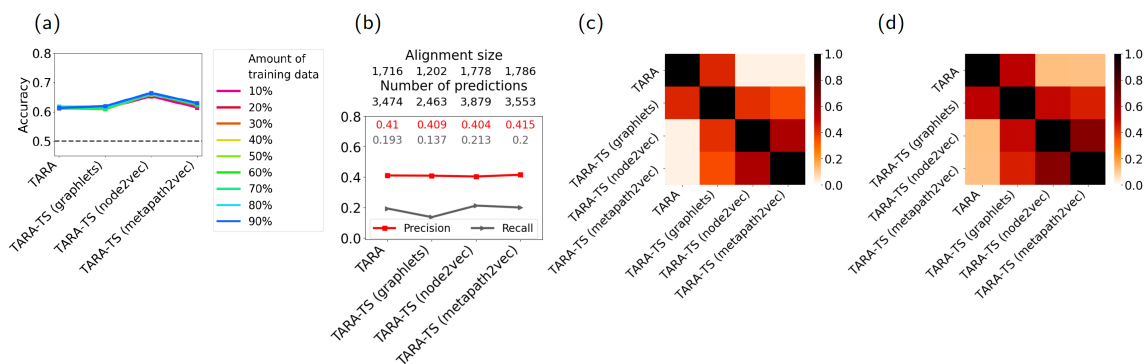 (a)
0.8
0.7
0.6
0.5
Accuracy
TARA
TARA-TS (graphlets)
TARA-TS (node2vec)
TARA-TS (metapath2vec)
Amount of
training data
10%
20%
30%
40%
50%
60%
70%
80%
90%
(b)
Alignment size
1,716 1,202 1,778 1,786
Number of predictions
3,474 2,463 3,879 3,553
0.41 0.409 0.404 0.415
0.193 0.137 0.213 0.2
0.8
0.6
0.4
0.2
0.0
Precision Recall
TARA
TARA-TS (graphlets)
TARA-TS (node2vec)
TARA-TS (metapath2vec)
(c)
TARA
TARA-TS (graphlets)
TARA-TS (node2vec)
TARA-TS (metapath2vec)
TARA
TARA-TS (graphlets)
TARA-TS (node2vec)
TARA-TS (metapath2vec)
1.0
0.8
0.6
0.4
0.2
0.0
(d)
TARA
TARA-TS (graphlets)
TARA-TS (node2vec)
TARA-TS (metapath2vec)
TARA
TARA-TS (graphlets)
TARA-TS (node2vec)
TARA-TS (metapath2vec)
1.0
0.8
0.6
0.4
0.2
0.0